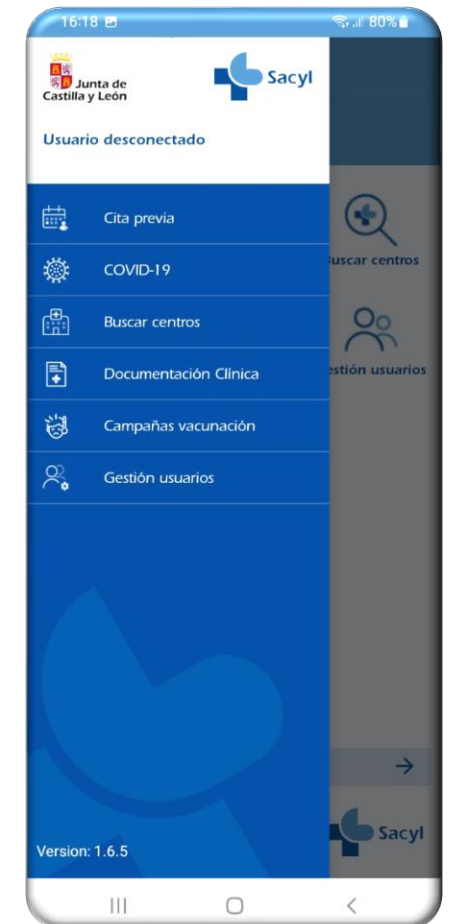 16:18 80%
Junta de
Castilla y León
Sacyl
Usuario desconectado
Cita previa
COVID-19
Buscar centros
Documentación Clínica
Campañas vacunación
Gestión usuarios
uscar centros
estión usuarios
Sacyl
Version: 1.6.5